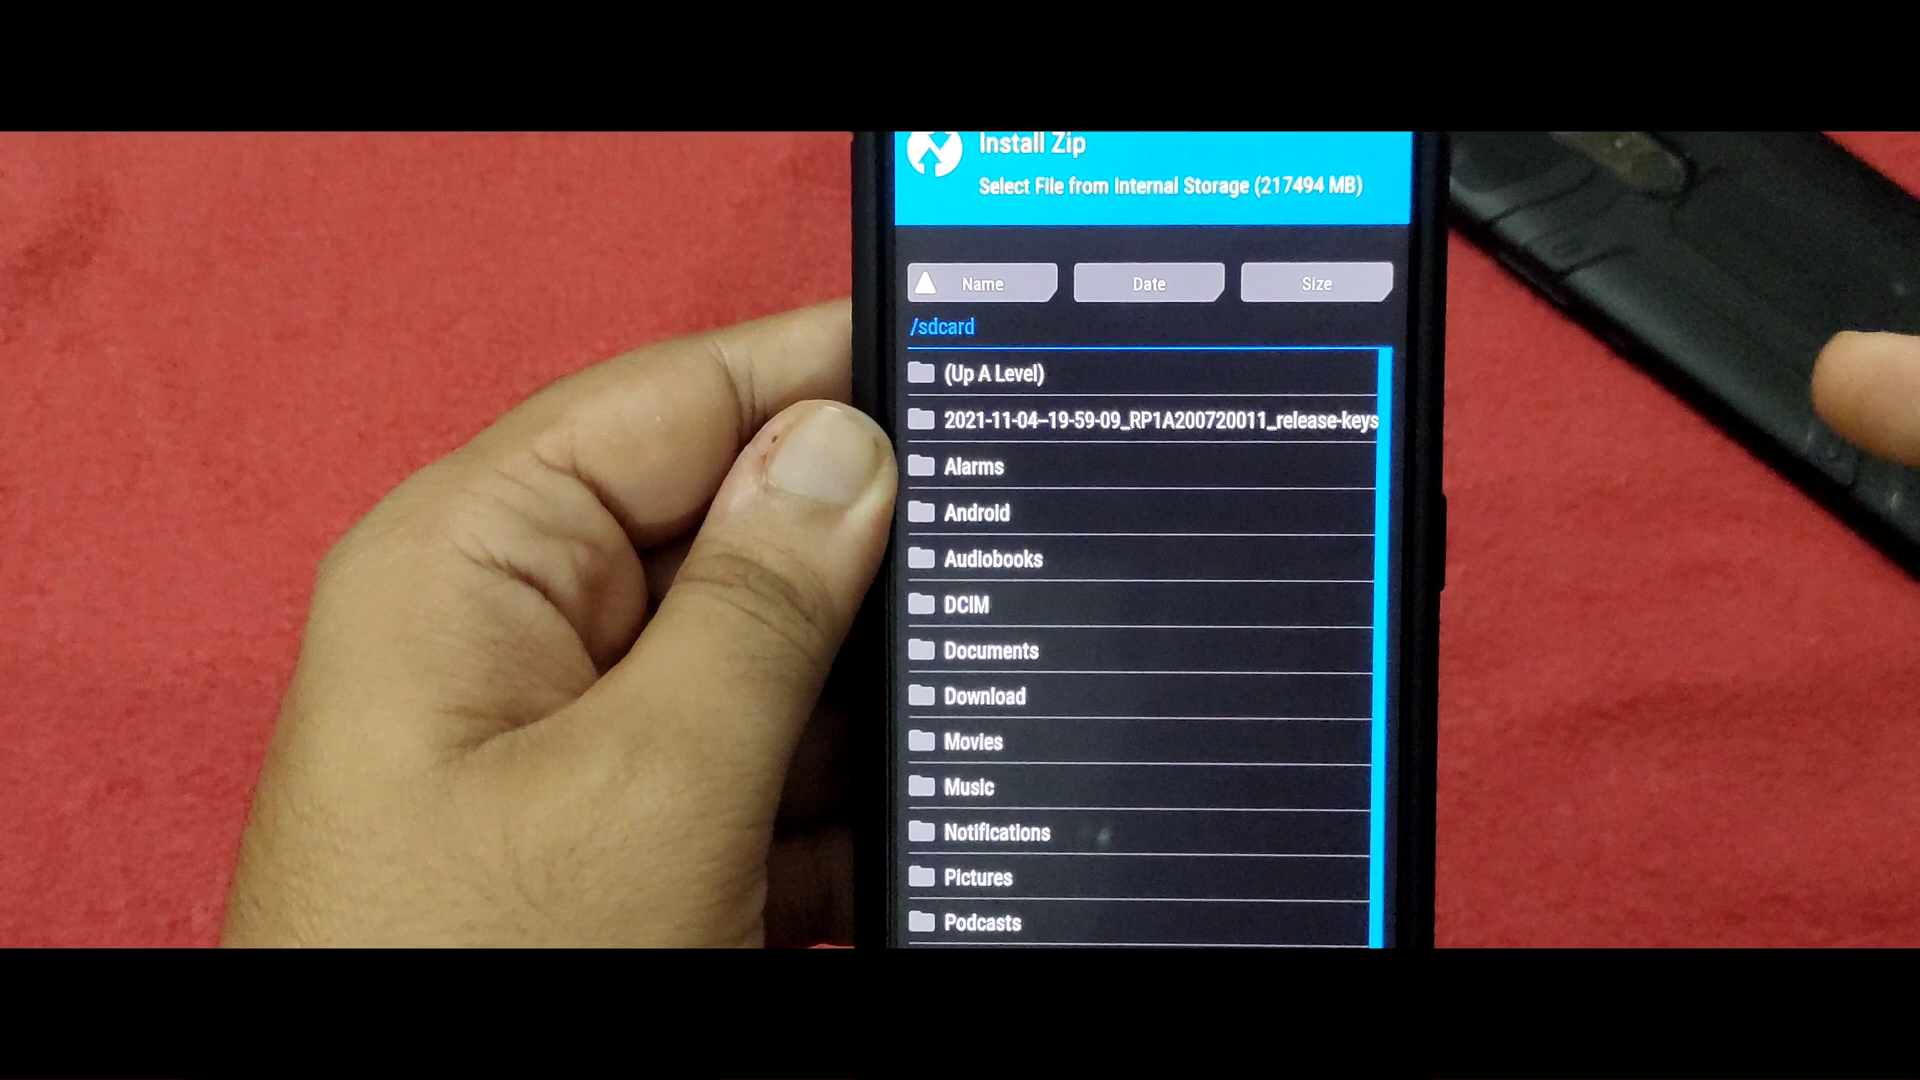 Install Zip
Select File from Internal Storage (217494 MB)
Name Date Size
/sdcard
(Up A Level)
2021-11-04--19-59-09_RP1A200720011_release-keys
Alarms
Android
Audiobooks
DCIM
Documents
Download
Movies
Music
Notifications
Pictures
Podcasts